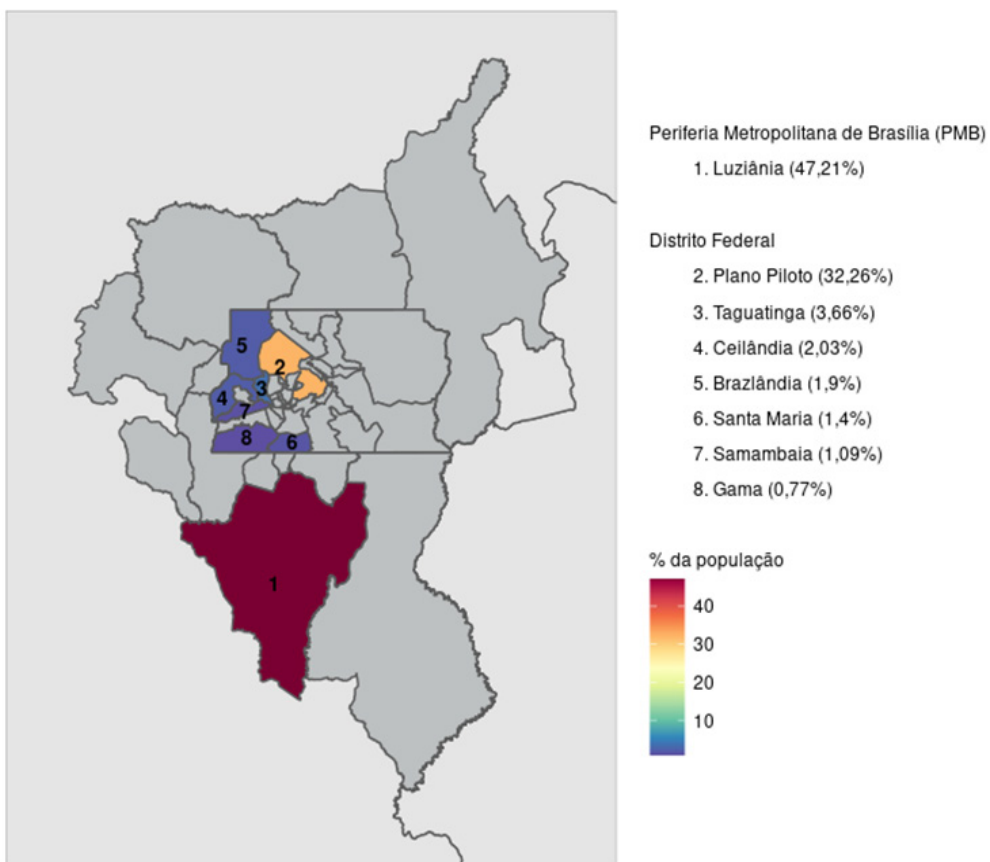 Periferia Metropolitana de Brasília (PMB)
1. Luziânia (47,21%)
Distrito Federal
2. Plano Piloto (32,26%)
3. Taguatinga (3,66%)
4. Ceilândia (2,03%)
5. Brazlândia (1,9%)
6. Santa Maria (1,4%)
7. Samambaia (1,09%)
8. Gama (0,77%)
% da população
40
30
20
10
5
2
3
4
7
8
6
1